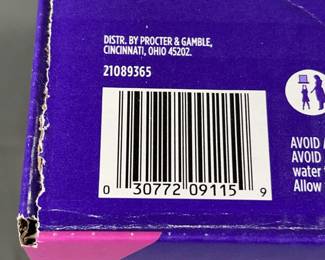 DISTR. BY PROCTER & GAMBLE,
CINCINNATI, OHIO 45202.
21089365
0 30772 09115 9
AVOID
AVOID
water
Allow